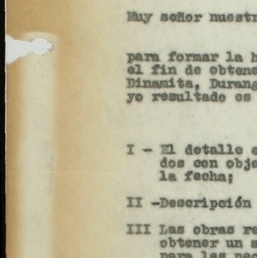 Muy señor nuestr
para formar la h
el fin de obtene
Dinamita, Durang
yo resultado es
I - El detalle e
dos con obje
la fecha;
II -Descripción
III Las obras re
obtener un s
para las nec